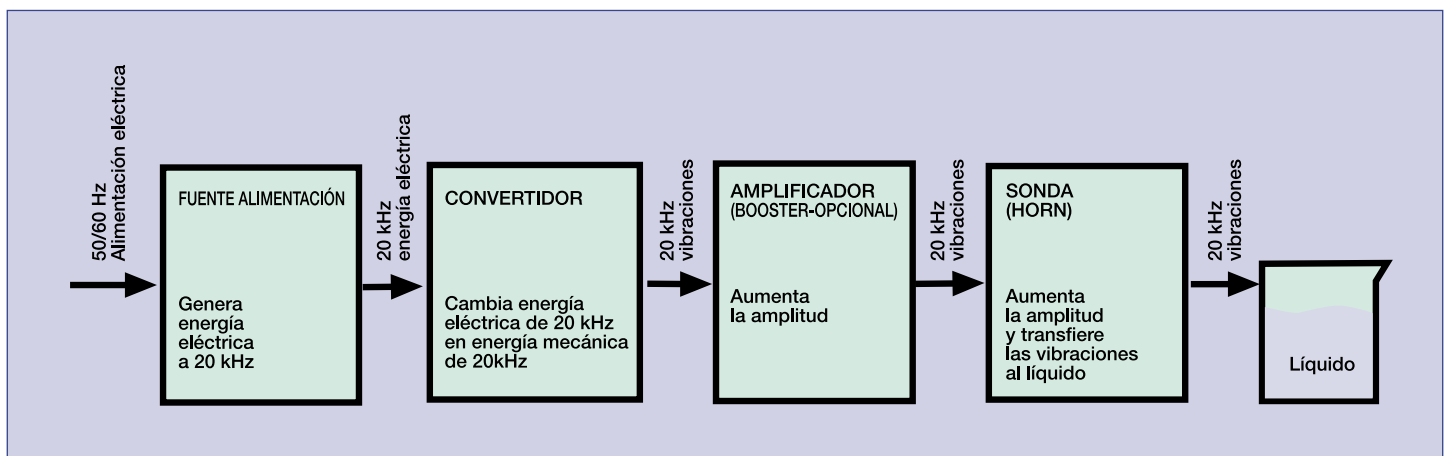 50/60 Hz
Alimentación eléctrica
FUENTE ALIMENTACIÓN
Genera
energía
eléctrica
a 20 kHz
20 kHz
energía eléctrica
CONVERTIDOR
Cambia energía
eléctrica de 20 kHz
en energía mecánica
de 20kHz
20 kHz
vibraciones
AMPLIFICADOR
(BOOSTER-OPCIONAL)
Aumenta
la amplitud
20 kHz
vibraciones
SONDA
(HORN)
Aumenta
la amplitud
y transfiere
las vibraciones
al líquido
20 kHz
vibraciones
Líquido